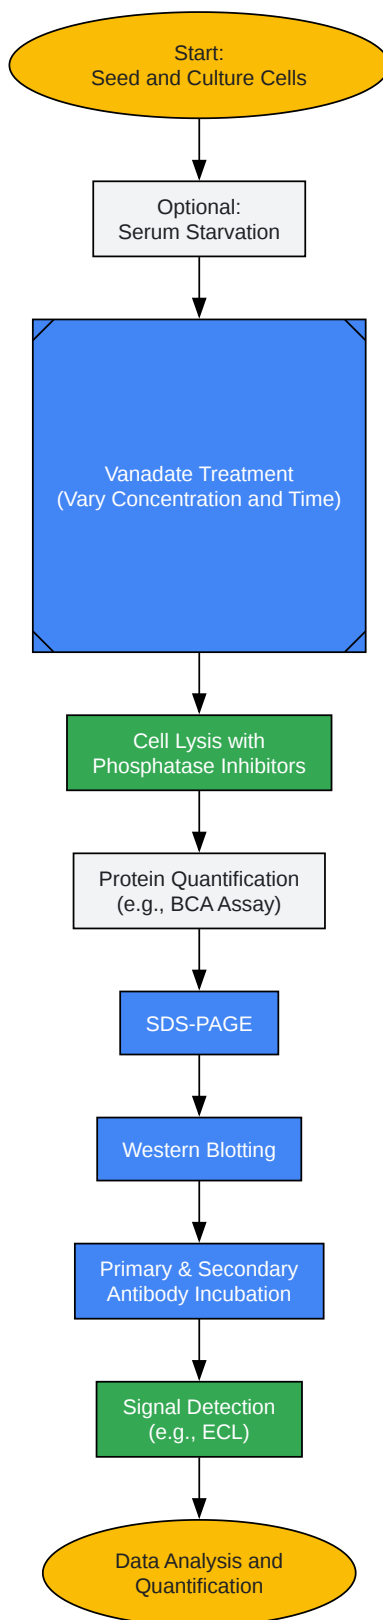 Start:
Seed and Culture Cells
Optional:
Serum Starvation
Vanadate Treatment
(Vary Concentration and Time)
Cell Lysis with
Phosphatase Inhibitors
Protein Quantification
(e.g., BCA Assay)
SDS-PAGE
Western Blotting
Primary & Secondary
Antibody Incubation
Signal Detection
(e.g., ECL)
Data Analysis and
Quantification